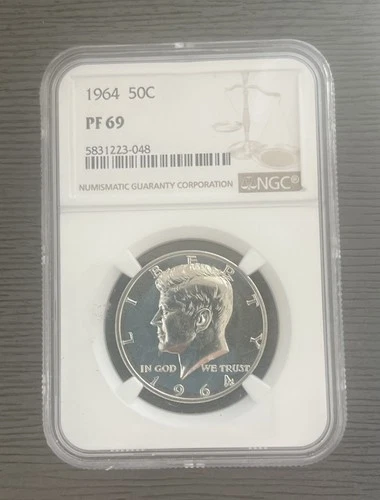 1964 50C
PF 69
5831223-048
NUMISMATIC GUARANTY CORPORATION
NGC®
LIBERTY
IN GOD WE TRUST
1964